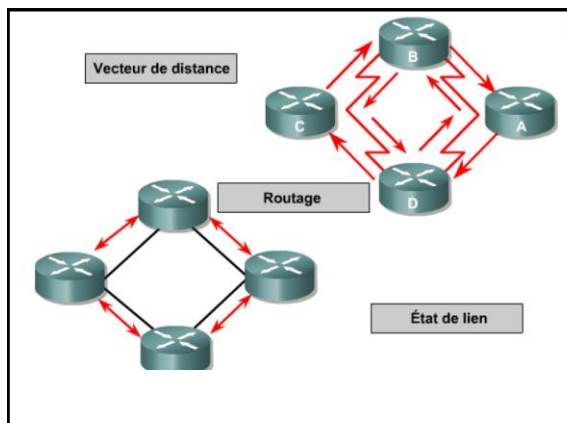 B
Vecteur de distance
C
A
D
Routage
État de lien